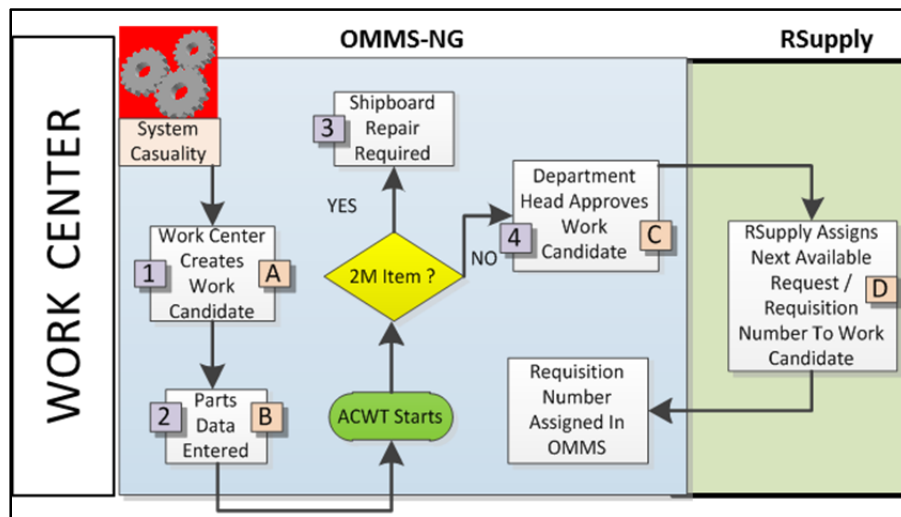 OMMS-NG
RSupply
WORK CENTER
System
Casuality
3
Shipboard
Repair
Required
YES
1
Work Center
Creates
Work
Candidate
A
2M Item ?
NO
4
Department
Head Approves
Work
Candidate
C
RSupply Assigns
Next Available
Request /
Requisition
Number To Work
Candidate
D
2
Parts
Data
Entered
B
ACWT Starts
Requisition
Number
Assigned In
OMMS